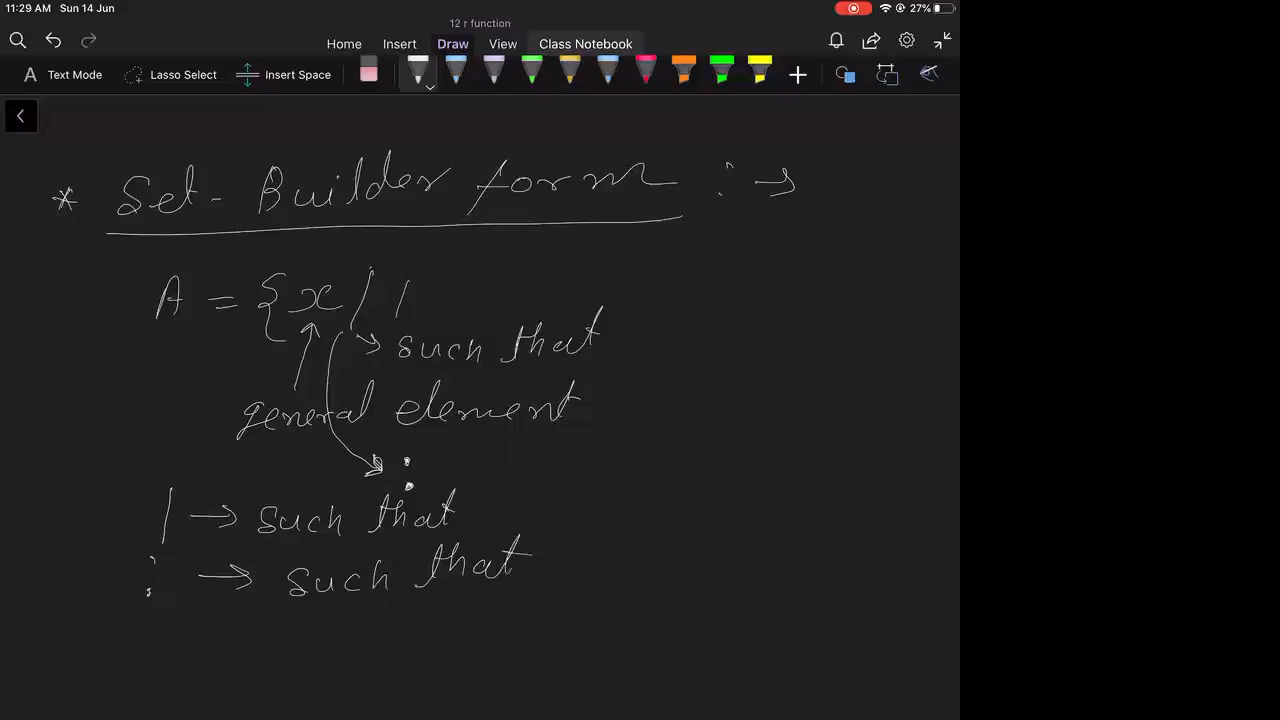 11:29 AM Sun 14 Jun
27%
12 r function
Home Insert Draw View Class Notebook
Text Mode Lasso Select Insert Space
* Set-Builder form : →
A = {x / |
→ such that
general element
:
| → such that
: → such that